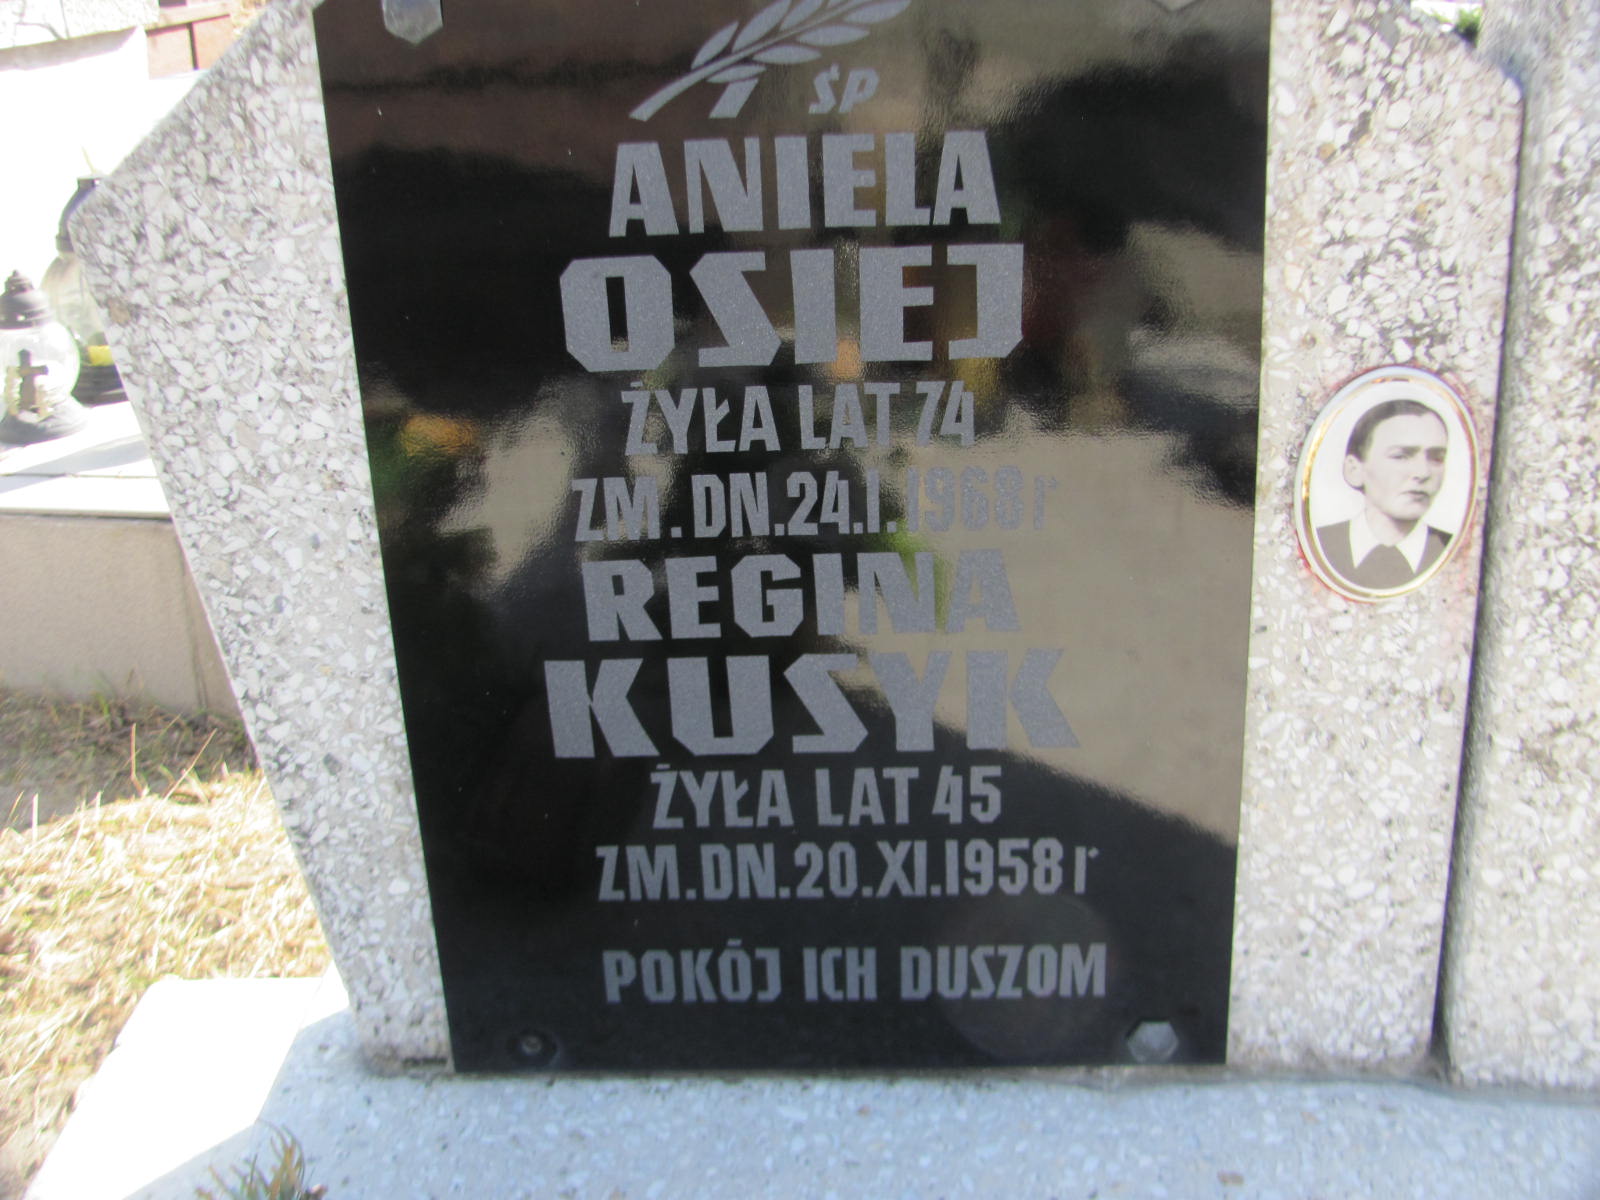 ŚP
ANIELA
OSIEJ
ŻYŁA LAT 74
ZM. DN. 24.I.1968 r
REGINA
KUSYK
ŻYŁA LAT 45
ZM. DN. 20.XI.1958 r
POKÓJ ICH DUSZOM